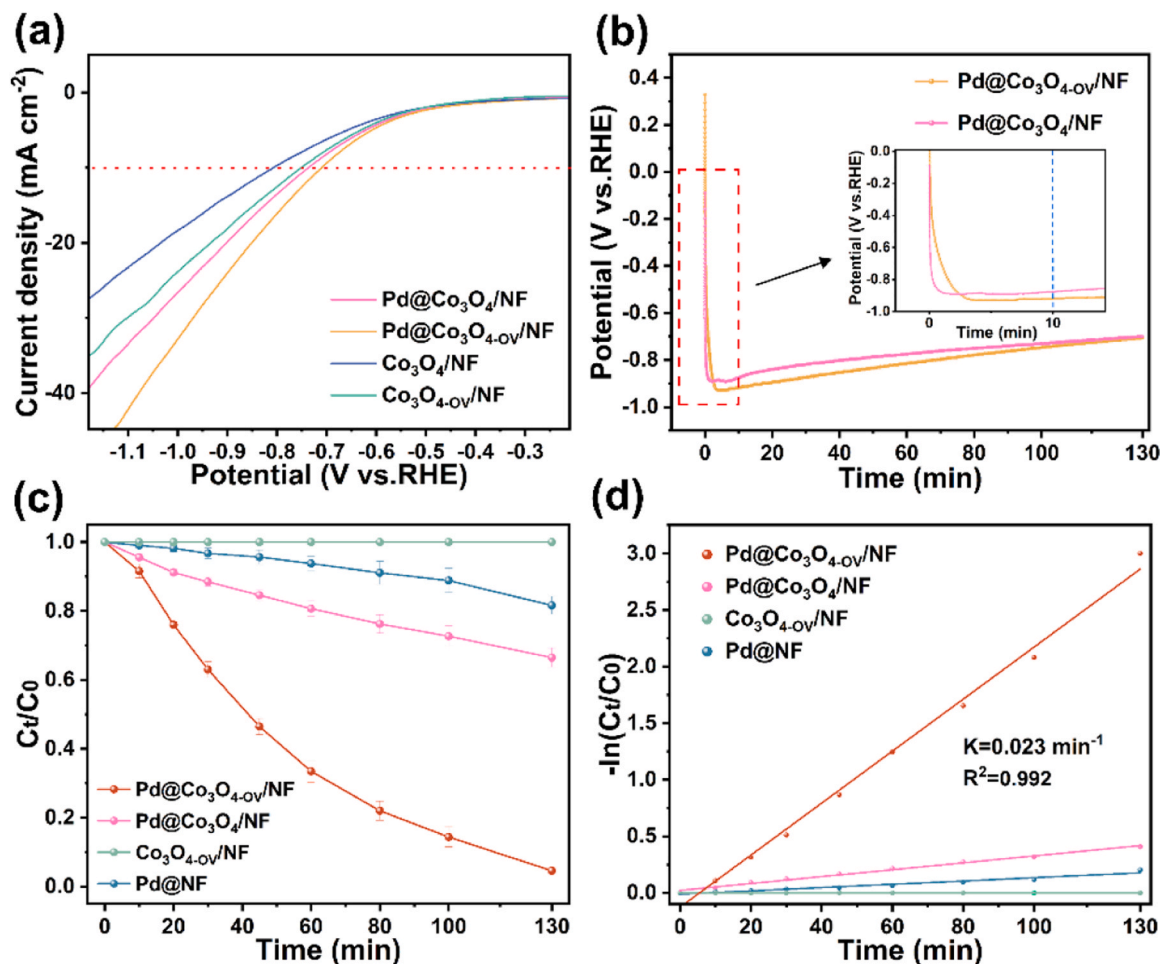 (a)
Current density (mA cm⁻²)
0
-20
-40
Pd@Co₃O₄/NF
Pd@Co₃O₄₋OV/NF
Co₃O₄/NF
Co₃O₄₋OV/NF
-1.1 -1.0 -0.9 -0.8 -0.7 -0.6 -0.5 -0.4 -0.3
Potential (V vs.RHE)
(b)
Potential (V vs.RHE)
0.4
0.2
0.0
-0.2
-0.4
-0.6
-0.8
-1.0
Pd@Co₃O₄₋OV/NF
Pd@Co₃O₄/NF
Potential (V vs.RHE)
0.0
-0.2
-0.4
-0.6
-0.8
-1.0
0 10
Time (min)
0 20 40 60 80 100 130
Time (min)
(c)
Ct/C0
1.0
0.8
0.6
0.4
0.2
0.0
Pd@Co₃O₄₋OV/NF
Pd@Co₃O₄/NF
Co₃O₄₋OV/NF
Pd@NF
0 20 40 60 80 100 130
Time (min)
(d)
-ln(Ct/C0)
3.0
2.5
2.0
1.5
1.0
0.5
0.0
Pd@Co₃O₄₋OV/NF
Pd@Co₃O₄/NF
Co₃O₄₋OV/NF
Pd@NF
K=0.023 min⁻¹
R²=0.992
0 20 40 60 80 100 130
Time (min)